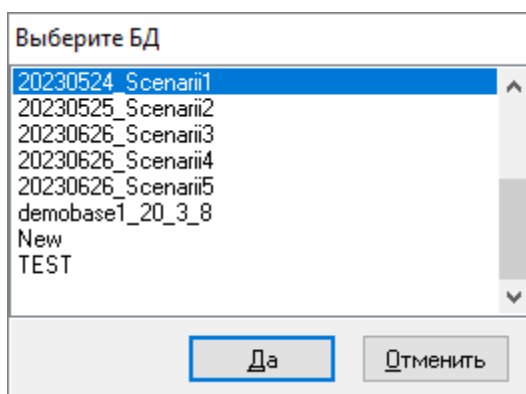 Выберите БД
20230524_Scenarii1
20230525_Scenarii2
20230626_Scenarii3
20230626_Scenarii4
20230626_Scenarii5
demobase1_20_3_8
New
TEST
Да
Отменить